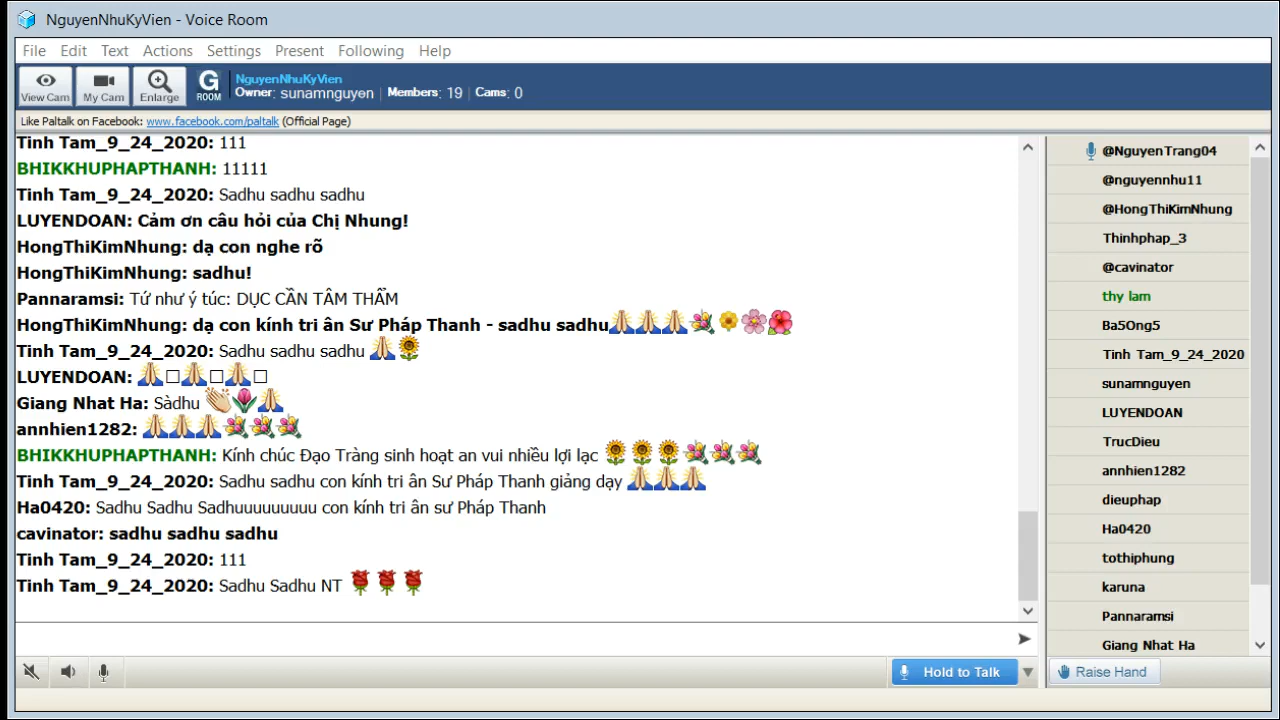 NguyenNhuKyVien - Voice Room
File Edit Text Actions Settings Present Following Help
View Cam My Cam Enlarge G ROOM
NguyenNhuKyVien
Owner: sunamnguyen Members: 19 Cams: 0
Like Paltalk on Facebook: www.facebook.com/paltalk (Official Page)
Tinh Tam_9_24_2020: 111
BHIKKHUPHAPTHANH: 11111
Tinh Tam_9_24_2020: Sadhu sadhu sadhu
LUYENDOAN: Cảm ơn câu hỏi của Chị Nhung!
HongThiKimNhung: dạ con nghe rõ
HongThiKimNhung: sadhu!
Pannaramsi: Tứ như ý túc: DỤC CẦN TÂM THẨM
HongThiKimNhung: dạ con kính tri ân Sư Pháp Thanh - sadhu sadhu🙏🙏🙏💐🌼🌸🌺
Tinh Tam_9_24_2020: Sadhu sadhu sadhu 🙏🌻
LUYENDOAN: 🙏□🙏□🙏□
Giang Nhat Ha: Sàdhu 👏🌷🙏
annhien1282: 🙏🙏🙏💐💐💐
BHIKKHUPHAPTHANH: Kính chúc Đạo Tràng sinh hoạt an vui nhiều lợi lạc 🌻🌻🌻💐💐💐
Tinh Tam_9_24_2020: Sadhu sadhu con kính tri ân Sư Pháp Thanh giảng dạy 🙏🙏🙏
Ha0420: Sadhu Sadhu Sadhuuuuuuuuu con kính tri ân sư Pháp Thanh
cavinator: sadhu sadhu sadhu
Tinh Tam_9_24_2020: 111
Tinh Tam_9_24_2020: Sadhu Sadhu NT 🌹🌹🌹
@NguyenTrang04
@nguyennhu11
@HongThiKimNhung
Thinhphap_3
@cavinator
thy lam
Ba5Ong5
Tinh Tam_9_24_2020
sunamnguyen
LUYENDOAN
TrucDieu
annhien1282
dieuphap
Ha0420
tothiphung
karuna
Pannaramsi
Giang Nhat Ha
Hold to Talk
Raise Hand